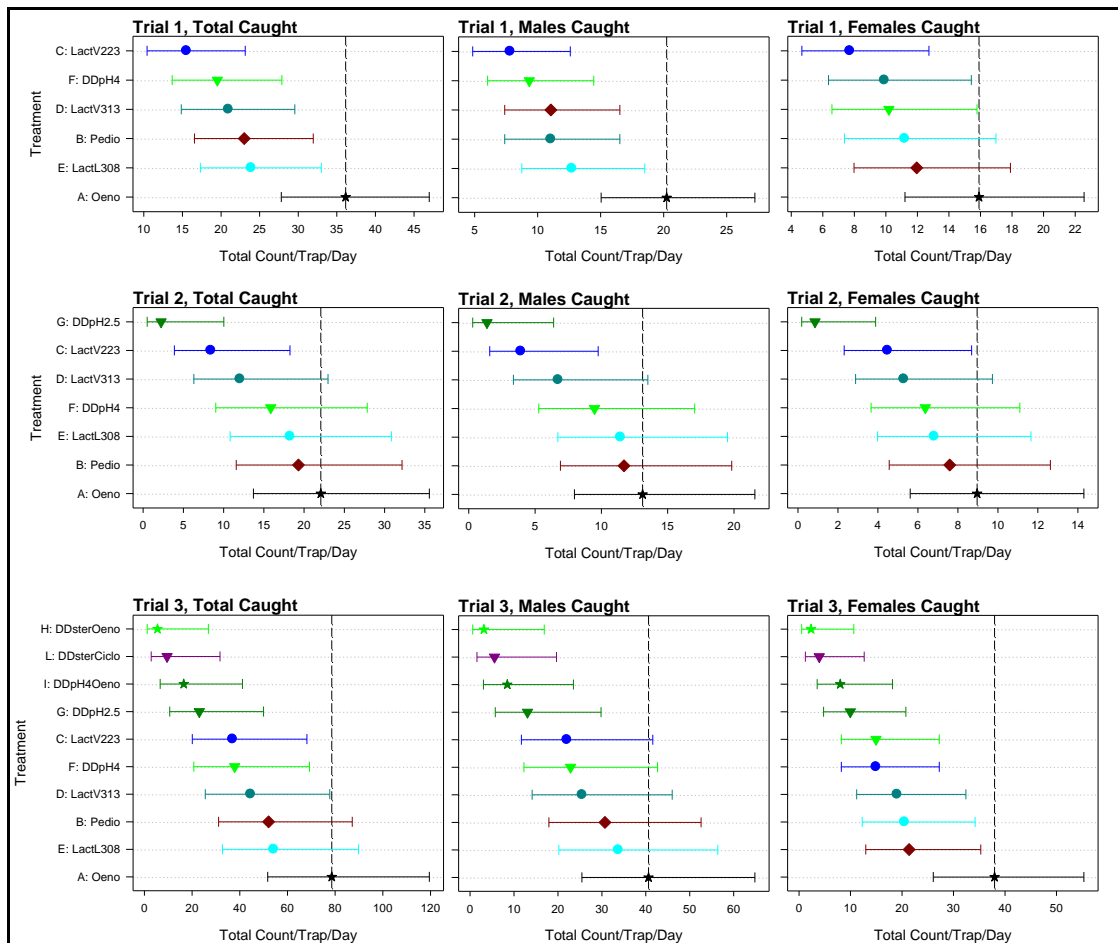 Trial 1, Total Caught
Trial 1, Males Caught
Trial 1, Females Caught
Treatment
C: LactV223
F: DDpH4
D: LactV313
B: Pedio
E: LactL308
A: Oeno
10 15 20 25 30 35 40 45
5 10 15 20 25
4 6 8 10 12 14 16 18 20 22
Total Count/Trap/Day
Total Count/Trap/Day
Total Count/Trap/Day
Trial 2, Total Caught
Trial 2, Males Caught
Trial 2, Females Caught
Treatment
G: DDpH2.5
C: LactV223
D: LactV313
F: DDpH4
E: LactL308
B: Pedio
A: Oeno
0 5 10 15 20 25 30 35
0 5 10 15 20
0 2 4 6 8 10 12 14
Total Count/Trap/Day
Total Count/Trap/Day
Total Count/Trap/Day
Trial 3, Total Caught
Trial 3, Males Caught
Trial 3, Females Caught
Treatment
H: DDsterOeno
L: DDsterCiclo
I: DDpH4Oeno
G: DDpH2.5
C: LactV223
F: DDpH4
D: LactV313
B: Pedio
E: LactL308
A: Oeno
0 20 40 60 80 100 120
0 10 20 30 40 50 60
0 10 20 30 40 50
Total Count/Trap/Day
Total Count/Trap/Day
Total Count/Trap/Day